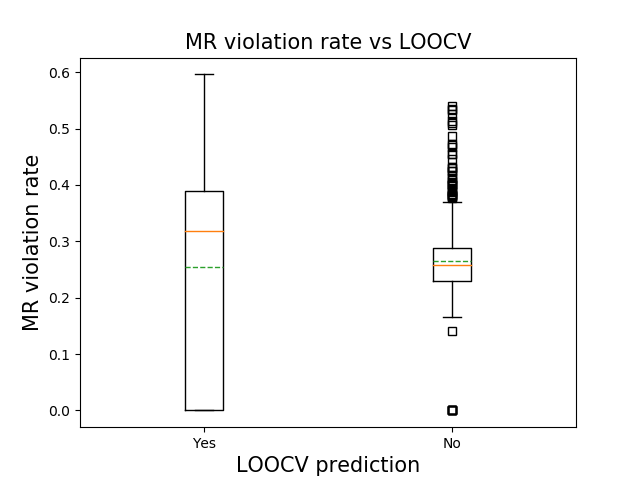 MR violation rate vs LOOCV
MR violation rate
0.6
0.5
0.4
0.3
0.2
0.1
0.0
Yes
No
LOOCV prediction